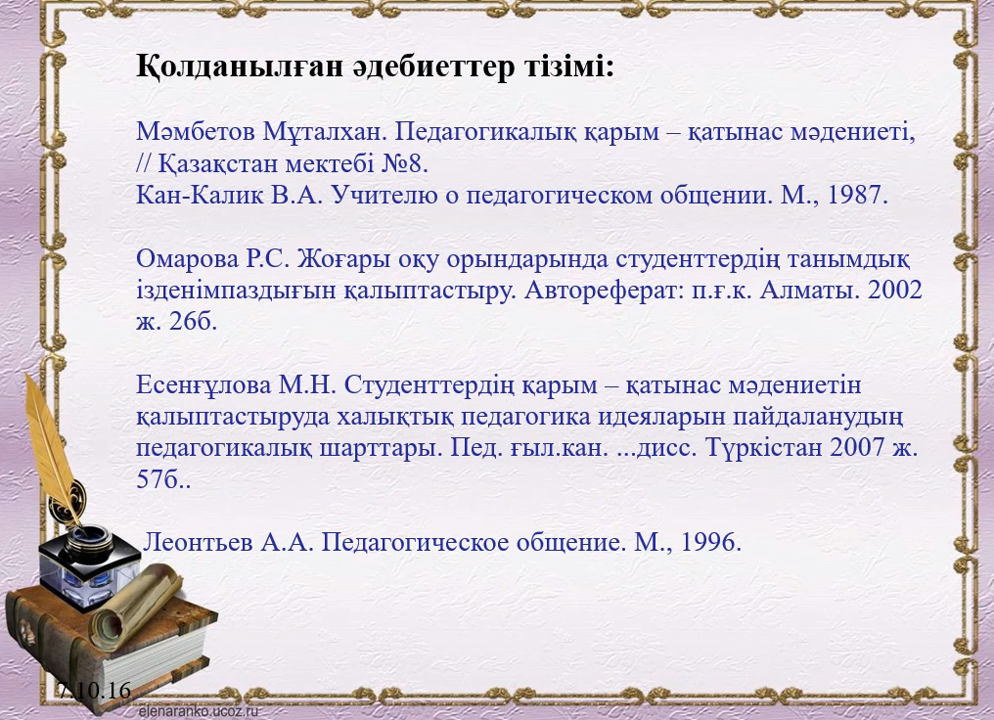 Қолданылған әдебиеттер тізімі:
Мәмбетов Мұталхан. Педагогикалық қарым – қатынас мәдениеті,
// Қазақстан мектебі №8.
Кан-Калик В.А. Учителю о педагогическом общении. М., 1987.
Омарова Р.С. Жоғары оқу орындарында студенттердің танымдық
ізденімпаздығын қалыптастыру. Автореферат: п.ғ.к. Алматы. 2002
ж. 26б.
Есенғұлова М.Н. Студенттердің қарым – қатынас мәдениетін
қалыптастыруда халықтық педагогика идеяларын пайдаланудың
педагогикалық шарттары. Пед. ғыл.кан. ...дисс. Түркістан 2007 ж.
57б..
Леонтьев А.А. Педагогическое общение. М., 1996.
7.10.16
elenaranko.ucoz.ru